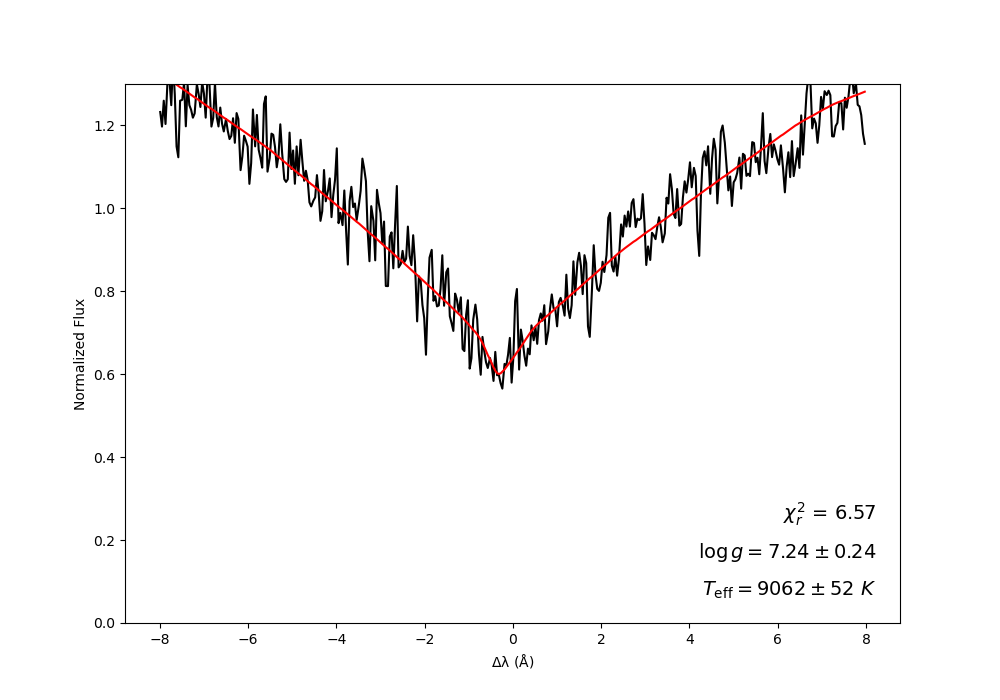 Normalized Flux
1.2
1.0
0.8
0.6
0.4
0.2
0.0
χ²ᵣ = 6.57
log g = 7.24 ± 0.24
T_eff = 9062 ± 52 K
−8 −6 −4 −2 0 2 4 6 8
Δλ (Å)